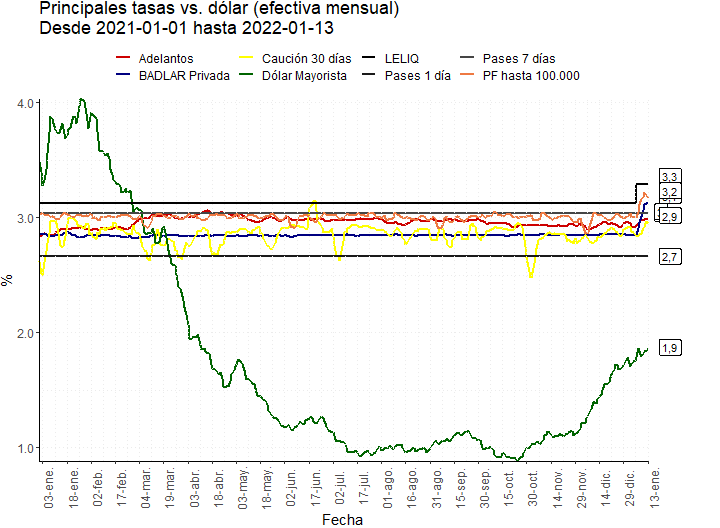 Principales tasas vs. dólar (efectiva mensual)
Desde 2021-01-01 hasta 2022-01-13
Adelantos Caución 30 días LELIQ Pases 7 días
BADLAR Privada Dólar Mayorista Pases 1 día PF hasta 100.000
4.0
3.0
2.0
1.0
%
3,3
3,2
2,9
2,7
1,9
03-ene.
18-ene.
02-feb.
17-feb.
04-mar.
19-mar.
03-abr.
18-abr.
03-may.
18-may.
02-jun.
17-jun.
02-jul.
17-jul.
01-ago.
16-ago.
31-ago.
15-sep.
30-sep.
15-oct.
30-oct.
14-nov.
29-nov.
14-dic.
29-dic.
13-ene.
Fecha